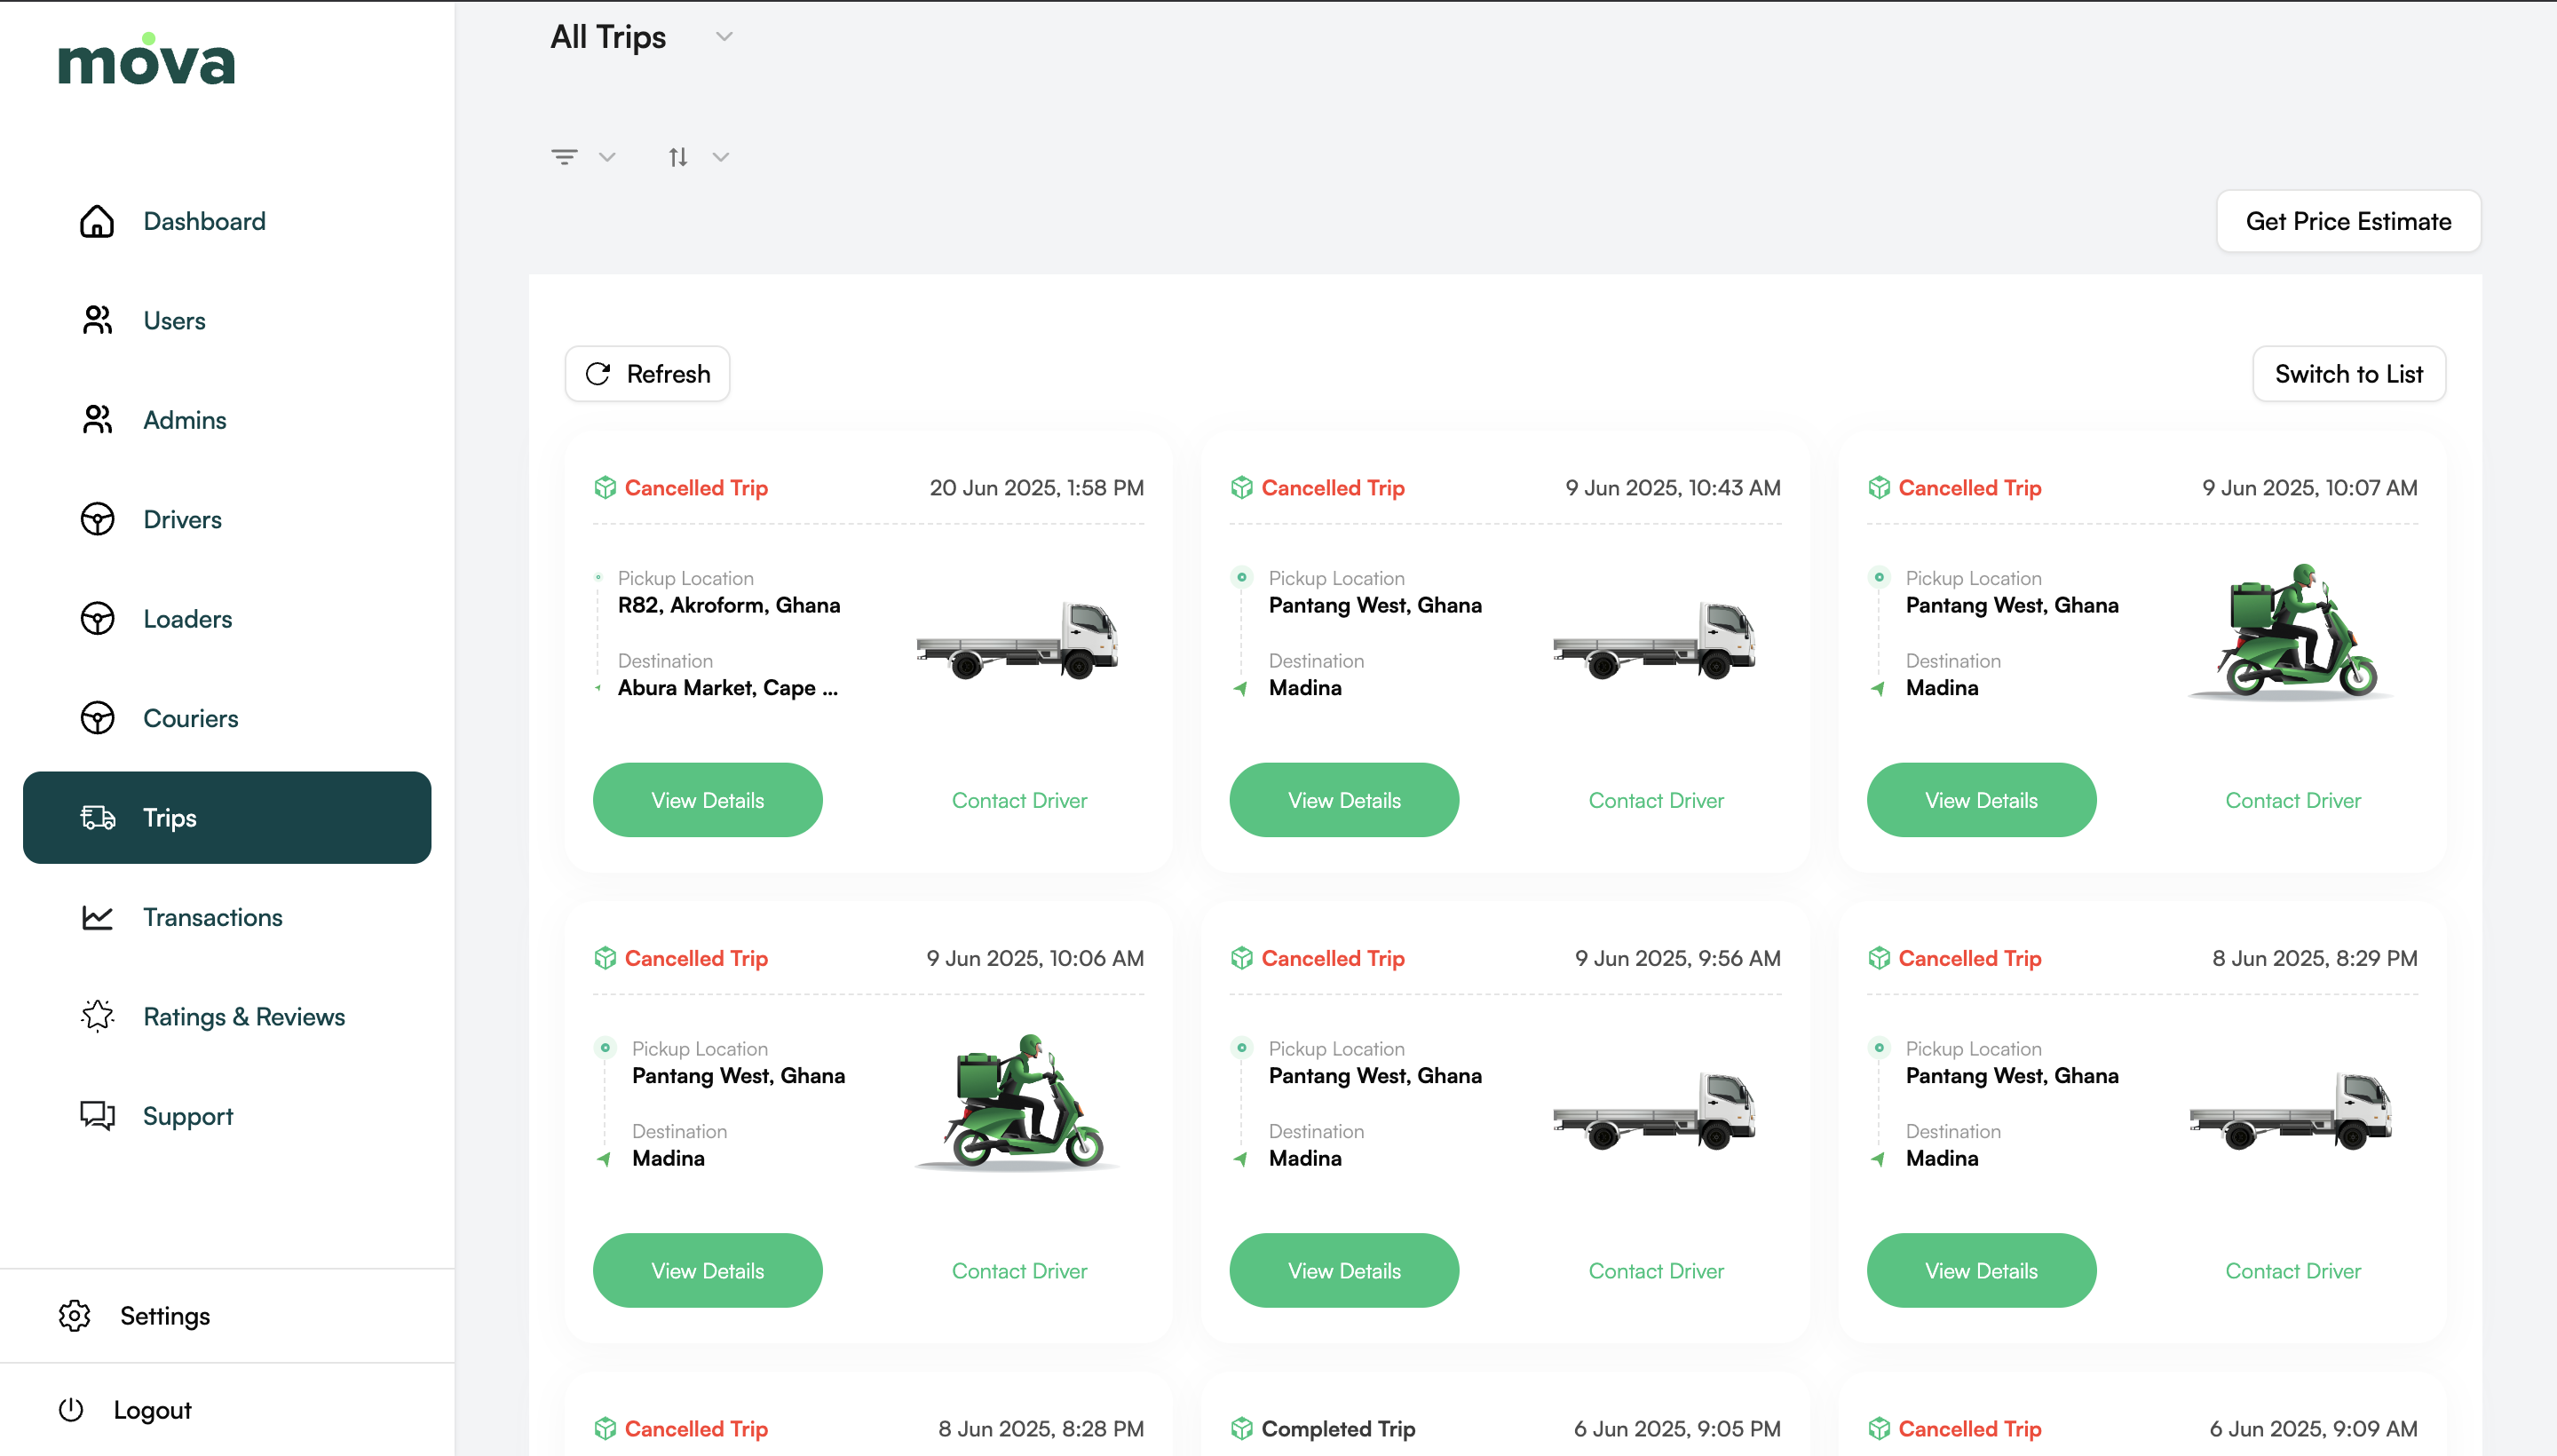 mova
Dashboard
Users
Admins
Drivers
Loaders
Couriers
Trips
Transactions
Ratings & Reviews
Support
Settings
Logout
All Trips
Get Price Estimate
Refresh
Switch to List
Cancelled Trip 20 Jun 2025, 1:58 PM
Pickup Location
R82, Akroform, Ghana
Destination
Abura Market, Cape ...
View Details Contact Driver
Cancelled Trip 9 Jun 2025, 10:43 AM
Pickup Location
Pantang West, Ghana
Destination
Madina
View Details Contact Driver
Cancelled Trip 9 Jun 2025, 10:07 AM
Pickup Location
Pantang West, Ghana
Destination
Madina
View Details Contact Driver
Cancelled Trip 9 Jun 2025, 10:06 AM
Pickup Location
Pantang West, Ghana
Destination
Madina
View Details Contact Driver
Cancelled Trip 9 Jun 2025, 9:56 AM
Pickup Location
Pantang West, Ghana
Destination
Madina
View Details Contact Driver
Cancelled Trip 8 Jun 2025, 8:29 PM
Pickup Location
Pantang West, Ghana
Destination
Madina
View Details Contact Driver
Cancelled Trip 8 Jun 2025, 8:28 PM
Completed Trip 6 Jun 2025, 9:05 PM
Cancelled Trip 6 Jun 2025, 9:09 AM